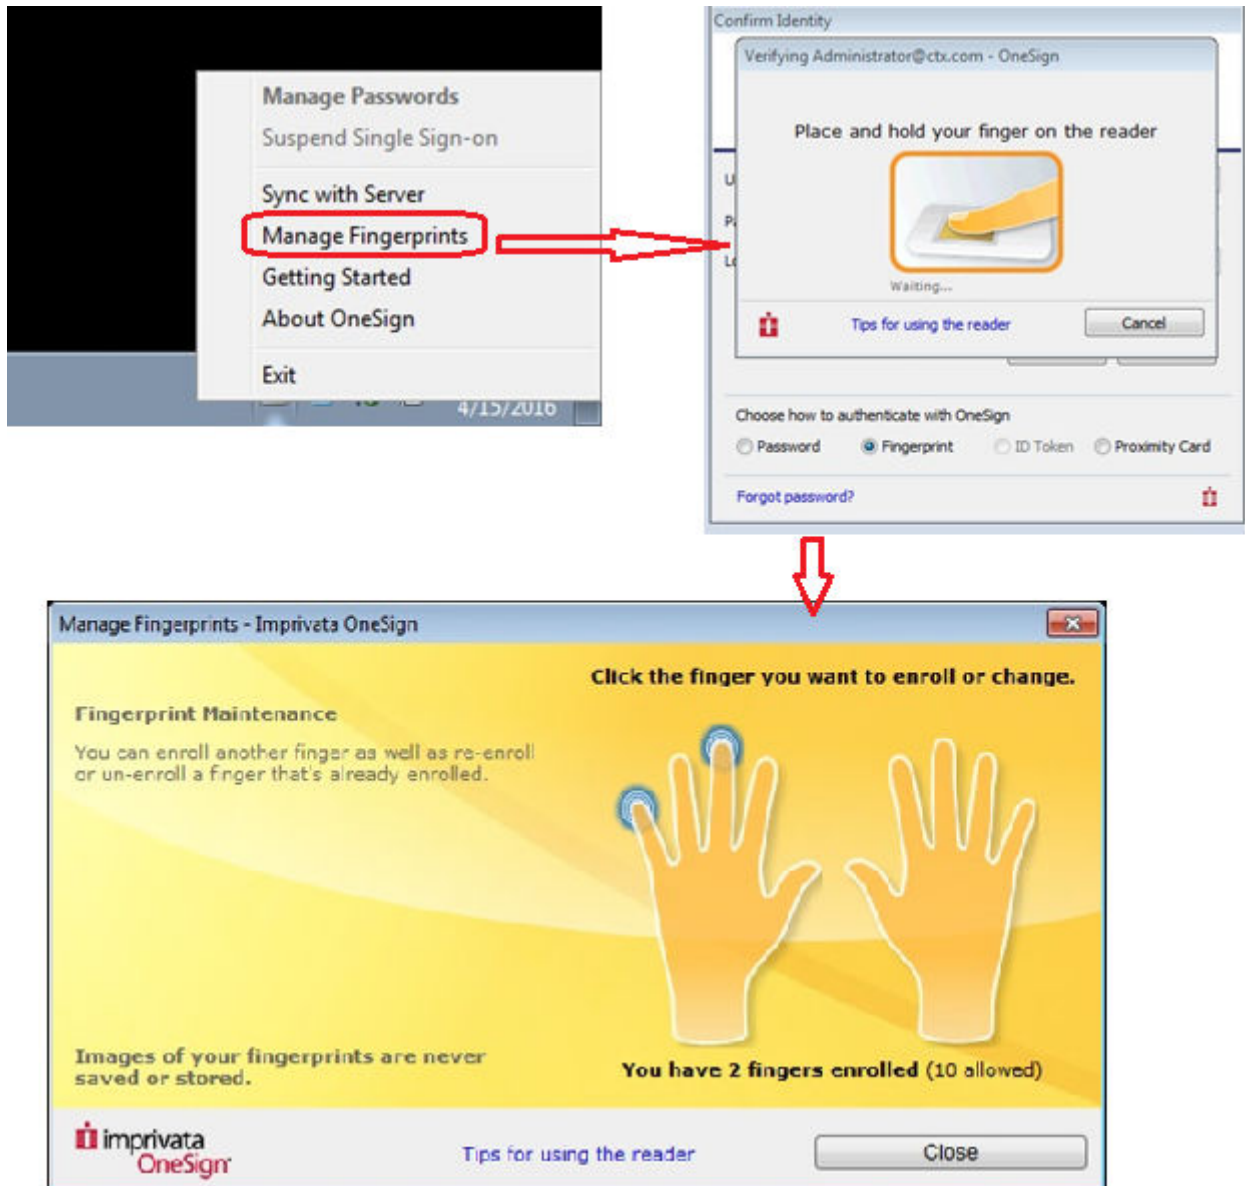 Manage Passwords
Suspend Single Sign-on
Sync with Server
Manage Fingerprints
Getting Started
About OneSign
Exit
4/15/2016
Confirm Identity
Verifying Administrator@ctx.com - OneSign
Place and hold your finger on the reader
Waiting...
Tips for using the reader
Cancel
Choose how to authenticate with OneSign
Password
Fingerprint
ID Token
Proximity Card
Forgot password?
Manage Fingerprints - Imprivata OneSign
Click the finger you want to enroll or change.
Fingerprint Maintenance
You can enroll another finger as well as re-enroll
or un-enroll a finger that's already enrolled.
Images of your fingerprints are never
saved or stored.
You have 2 fingers enrolled (10 allowed)
imprivata
OneSign
Tips for using the reader
Close